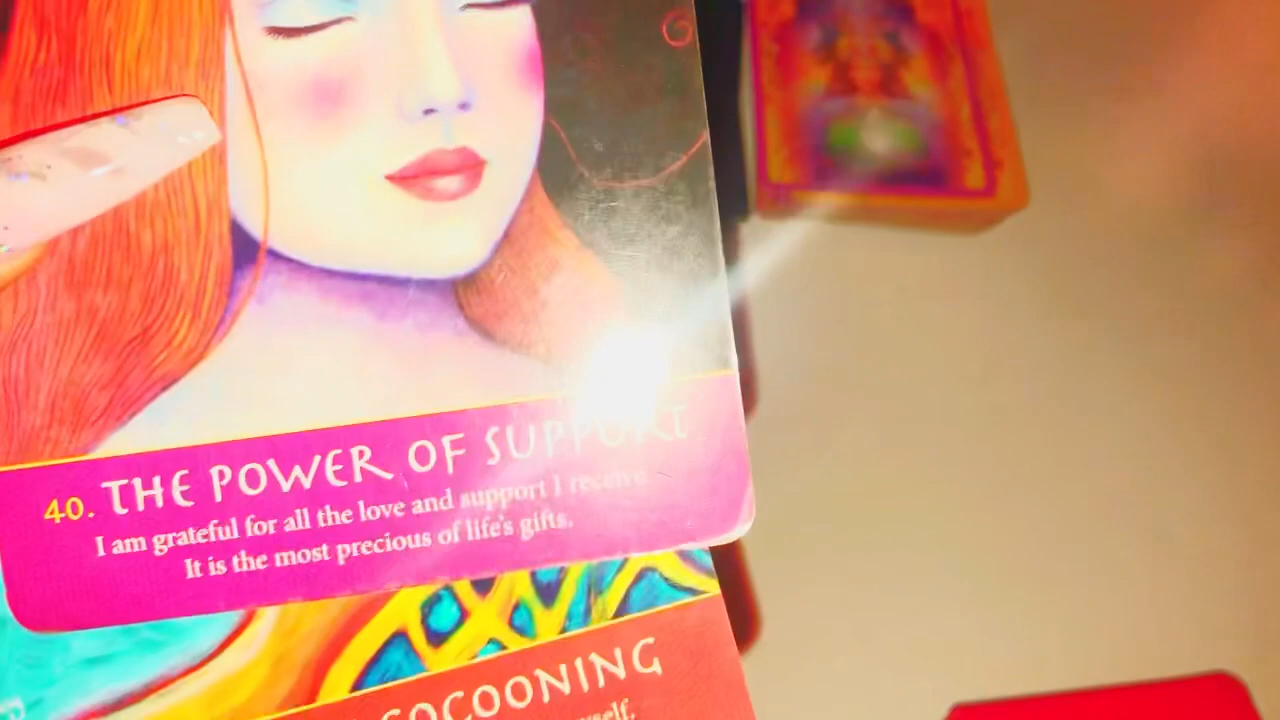 40. THE POWER OF SUPPORT
I am grateful for all the love and support I receive.
It is the most precious of life's gifts.
COCOONING